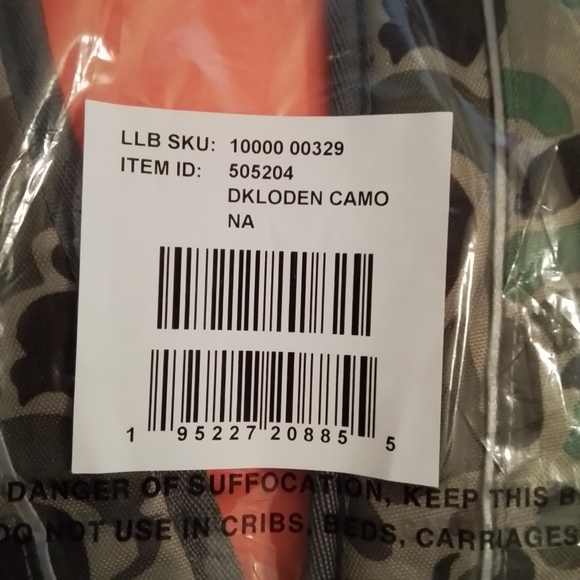 LLB SKU: 10000 00329
ITEM ID: 505204
DKLODEN CAMO
NA
1 95227 20885 5
DANGER OF SUFFOCATION, KEEP THIS B
DO NOT USE IN CRIBS, BEDS, CARRIAGES